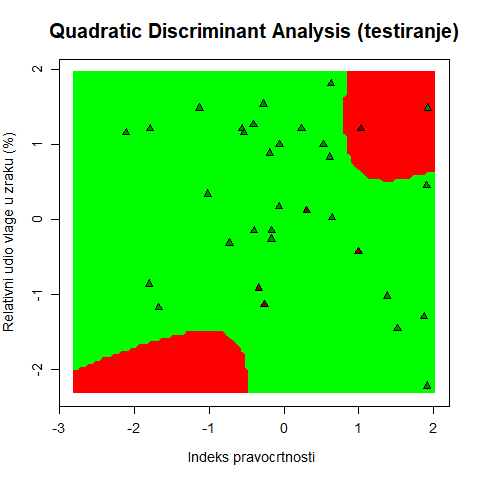 Quadratic Discriminant Analysis (testiranje)
Relativni udio vlage u zraku (%)
2
1
0
-1
-2
-3 -2 -1 0 1 2
Indeks pravocrtnosti